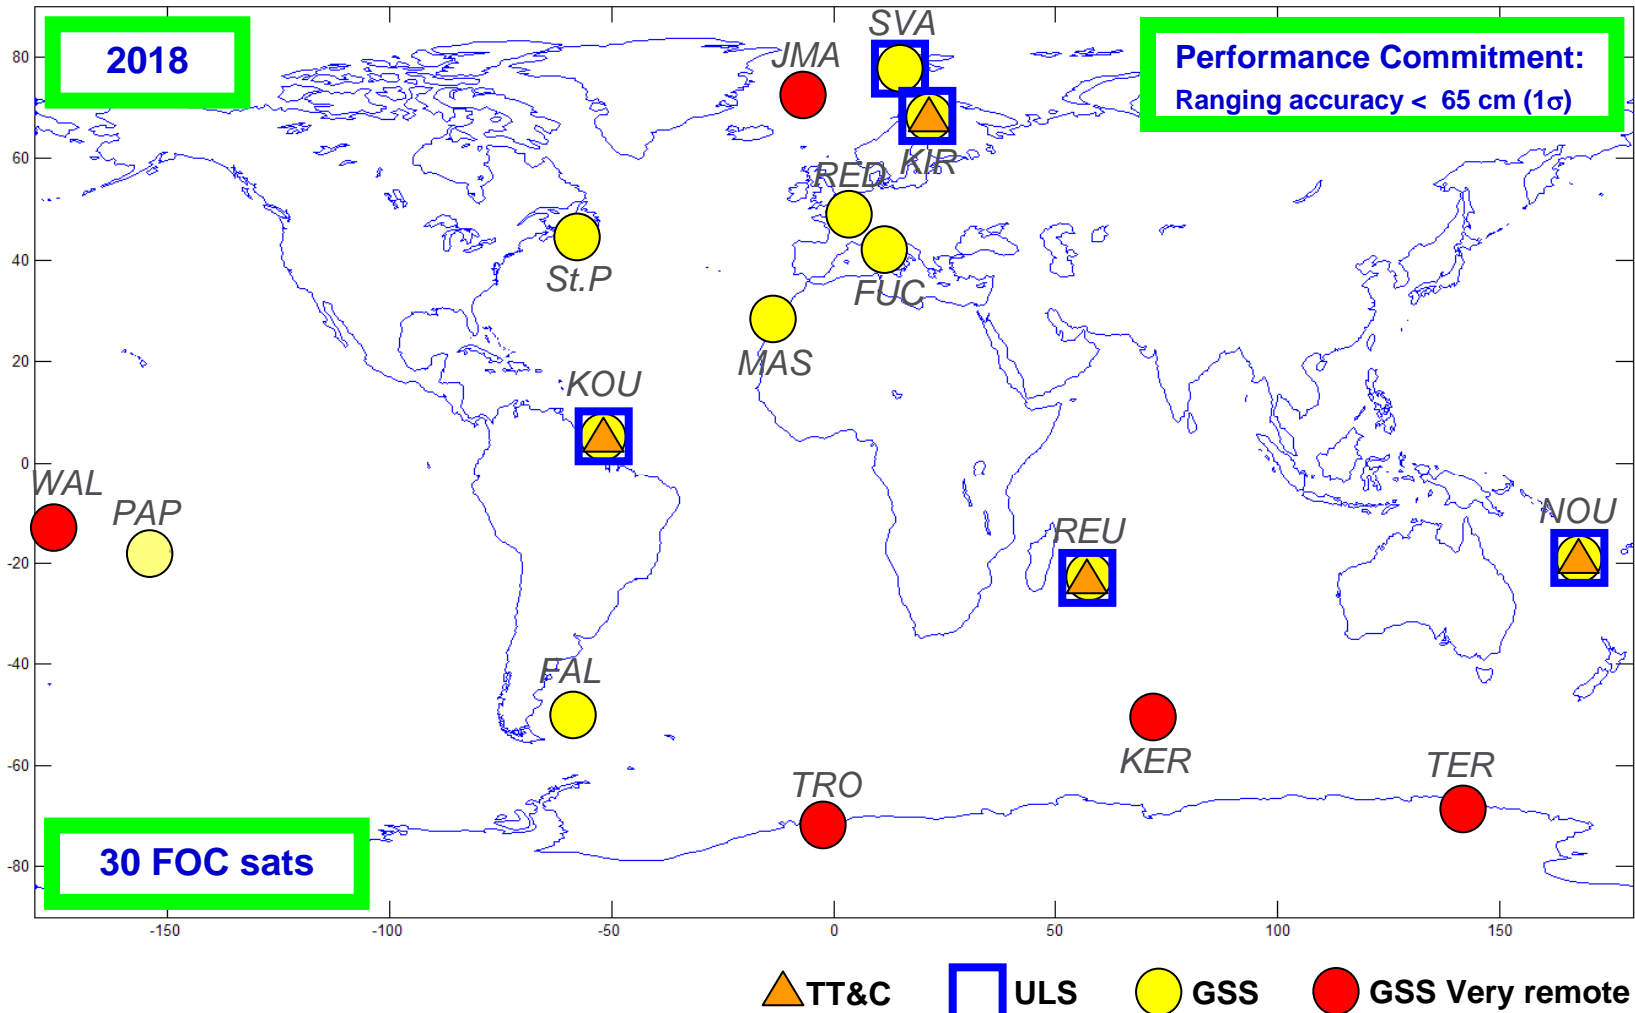 SVA
2018
JMA
Performance Commitment:
Ranging accuracy < 65 cm (1σ)
80
60
40
20
0
-20
-40
-60
-80
KIR
RED
St.P
FUC
MAS
KOU
WAL
PAP
REU
NOU
FAL
KER
TER
TRO
30 FOC sats
-150
-100
-50
0
50
100
150
TT&C
ULS
GSS
GSS Very remote